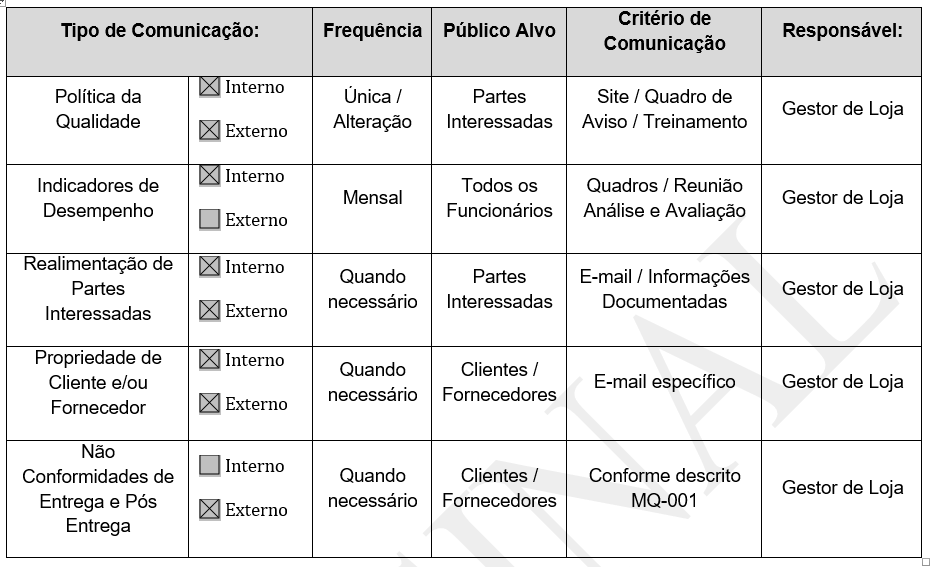 Tipo de Comunicação:
Frequência
Público Alvo
Critério de
Comunicação
Responsável:
Política da
Qualidade
Interno
Externo
Única /
Alteração
Partes
Interessadas
Site / Quadro de
Aviso / Treinamento
Gestor de Loja
Indicadores de
Desempenho
Interno
Externo
Mensal
Todos os
Funcionários
Quadros / Reunião
Análise e Avaliação
Gestor de Loja
Realimentação de
Partes
Interessadas
Interno
Externo
Quando
necessário
Partes
Interessadas
E-mail / Informações
Documentadas
Gestor de Loja
Propriedade de
Cliente e/ou
Fornecedor
Interno
Externo
Quando
necessário
Clientes /
Fornecedores
E-mail específico
Gestor de Loja
Não
Conformidades de
Entrega e Pós
Entrega
Interno
Externo
Quando
necessário
Clientes /
Fornecedores
Conforme descrito
MQ-001
Gestor de Loja
INAL